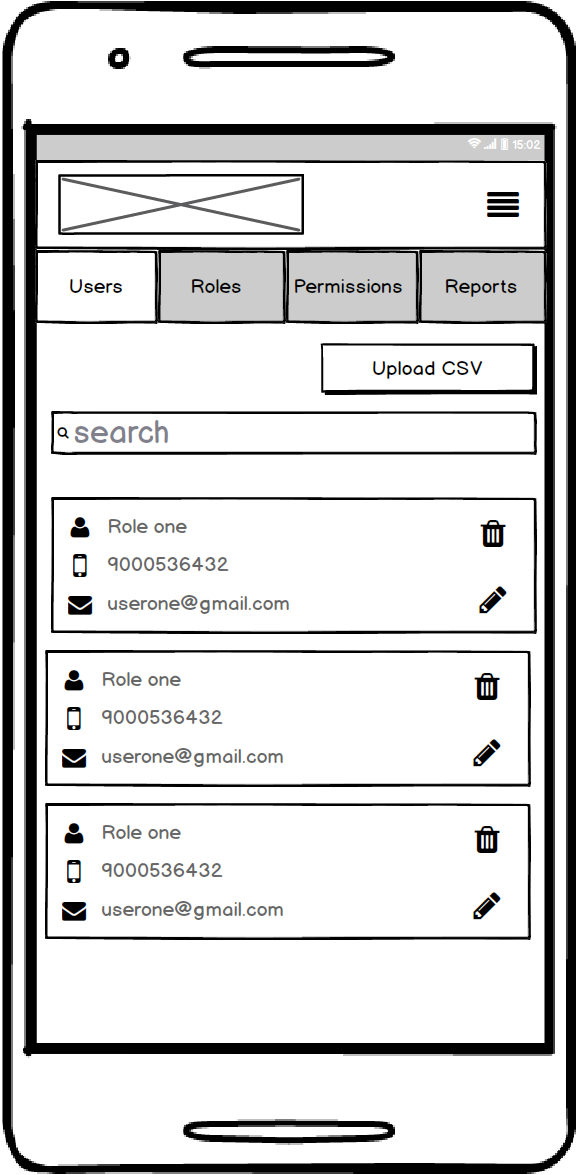 15:02
Users Roles Permissions Reports
Upload CSV
search
Role one
9000536432
userone@gmail.com
Role one
9000536432
userone@gmail.com
Role one
9000536432
userone@gmail.com